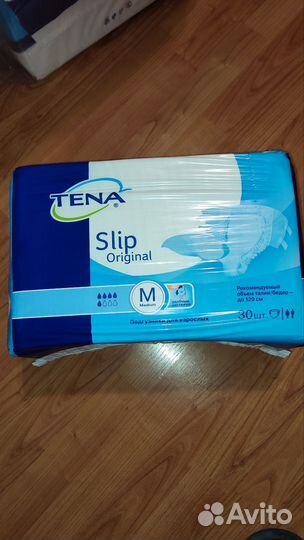 TENA
Slip
Original
M
Medium
Рекомендуемый
объем талии/бедер –
до 120 см
Подгузники для взрослых
30 шт.
Avito